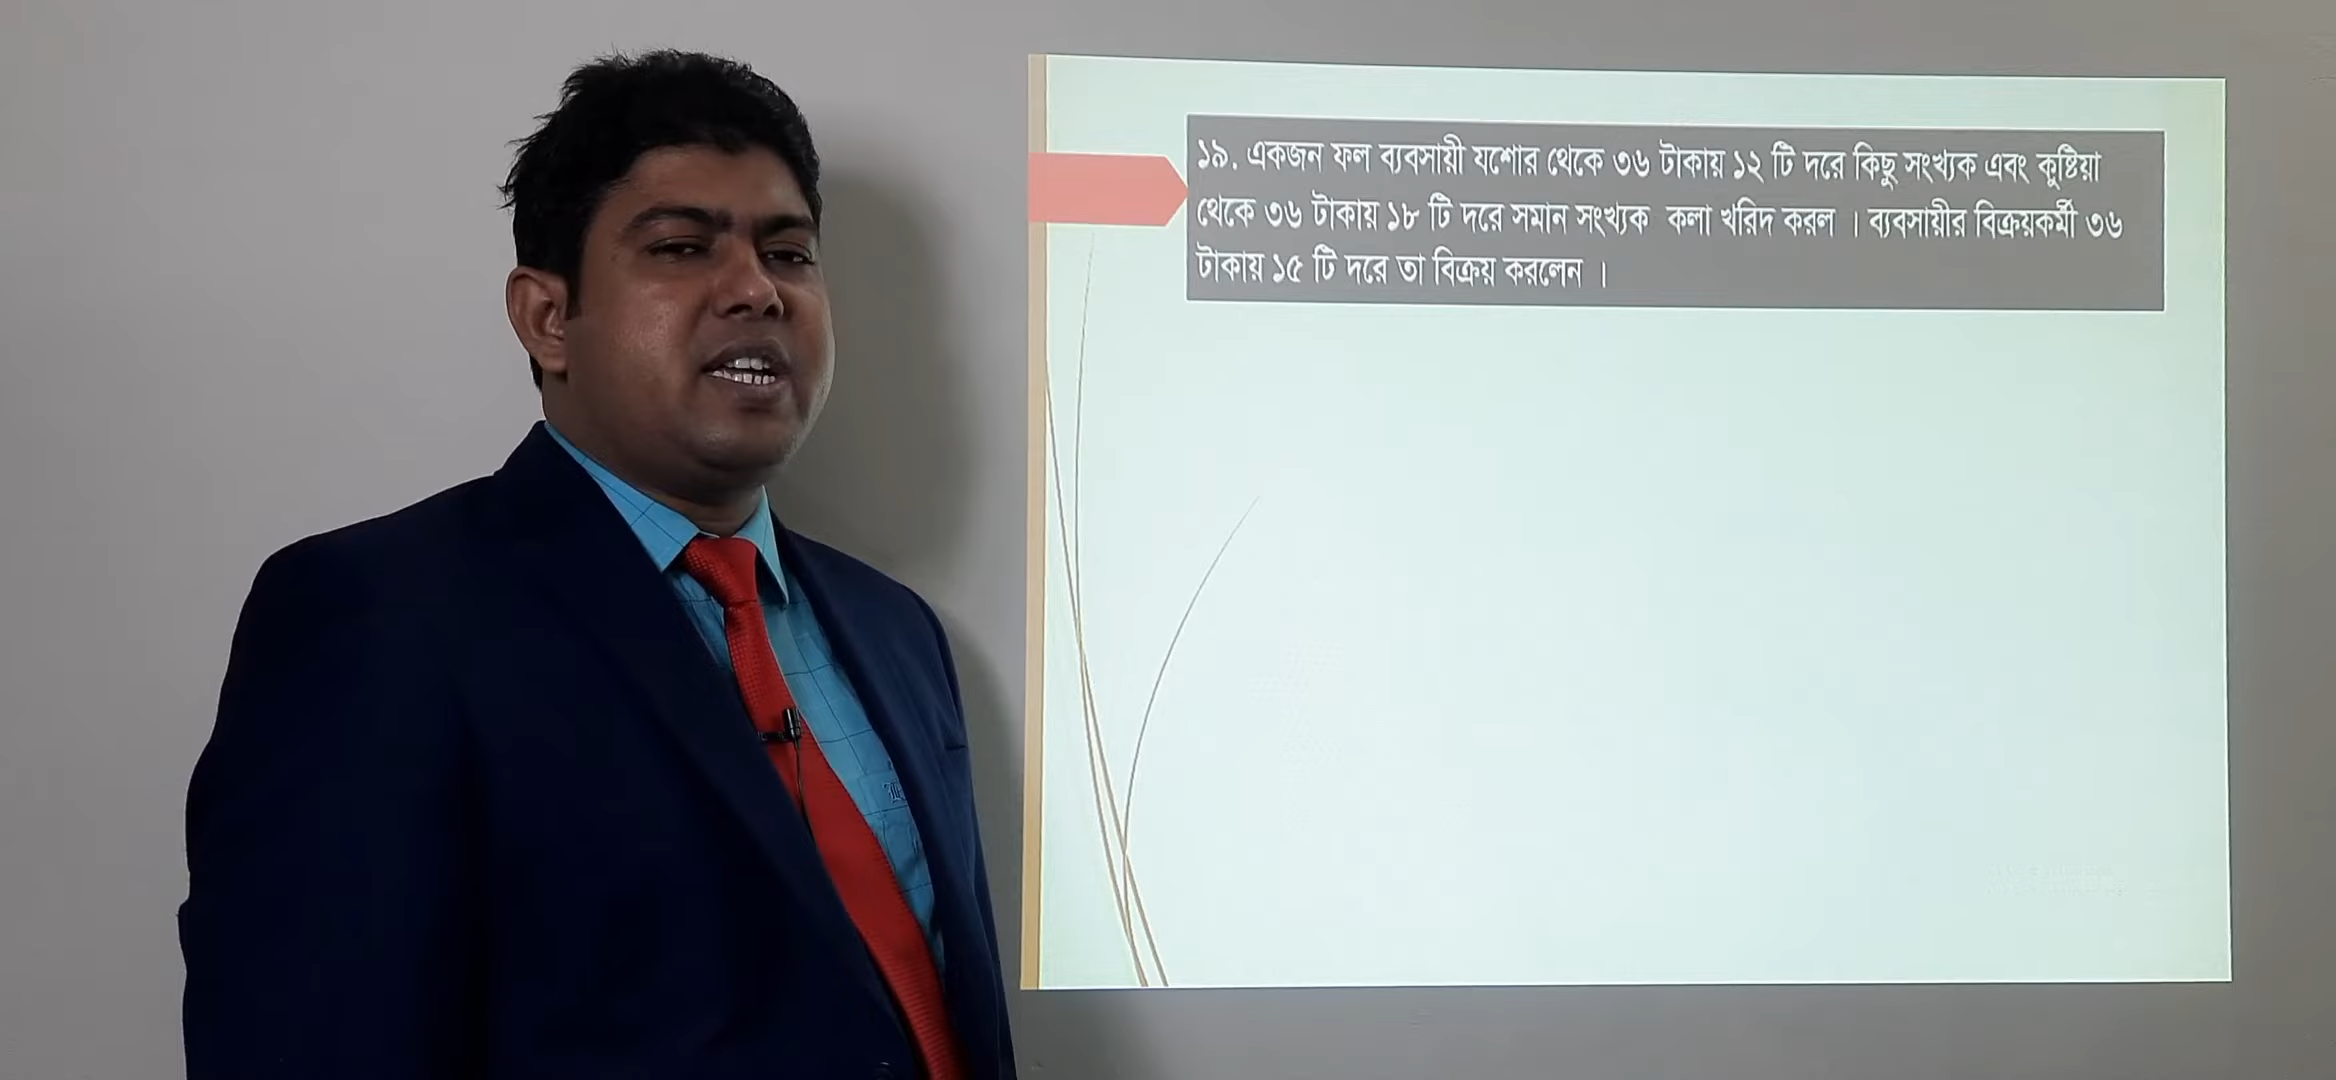 ১৯. একজন ফল ব্যবসায়ী যশোর থেকে ৩৬ টাকায় ১২ টি দরে কিছু সংখ্যক এবং কুষ্টিয়া
থেকে ৩৬ টাকায় ১৮ টি দরে সমান সংখ্যক কলা খরিদ করল । ব্যবসায়ীর বিক্রয়কর্মী ৩৬
টাকায় ১৫ টি দরে তা বিক্রয় করলেন ।